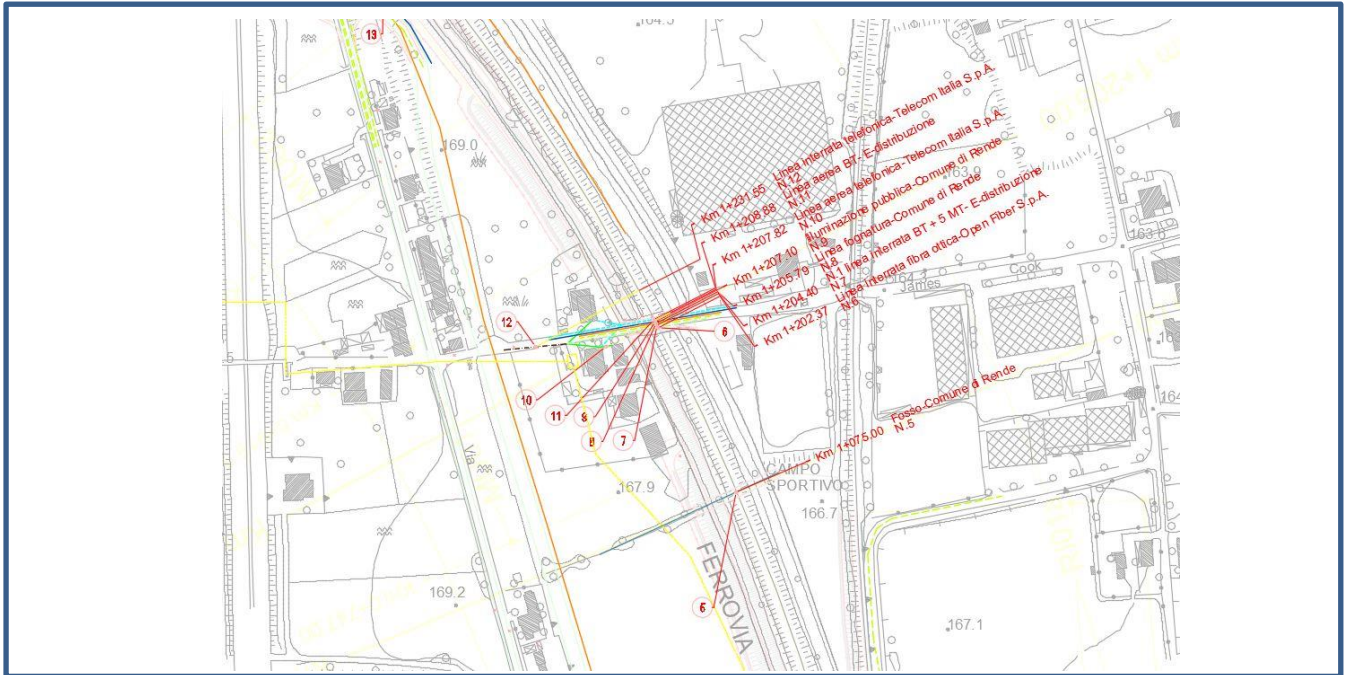 13
164.5
169.0
Km 1+231.55 Linea interrata telefonica-Telecom Italia S.p.A.
N.12
Km 1+208.88 Linea aerea BT- E-distribuzione
N.11
Km 1+207.82 Linea aerea telefonica-Telecom Italia S.p.A.
N.10
Km 1+207.10 Illuminazione pubblica-Comune di Rende
N.9
Km 1+205.79 Linea fognatura-Comune di Rende
N.8
Km 1+204.40 N.1 linea interrata BT + 5 MT- E-distribuzione
N.7
Km 1+202.37 Linea interrata fibra ottica-Open Fiber S.p.A.
N.6
163.9
164.1
James Cook
12
6
10
11
9
8
7
Via
Km 1+075.00 Fosso-Comune di Rende
N.5
CAMPO
SPORTIVO
167.9
166.7
FERROVIA
169.2
167.1